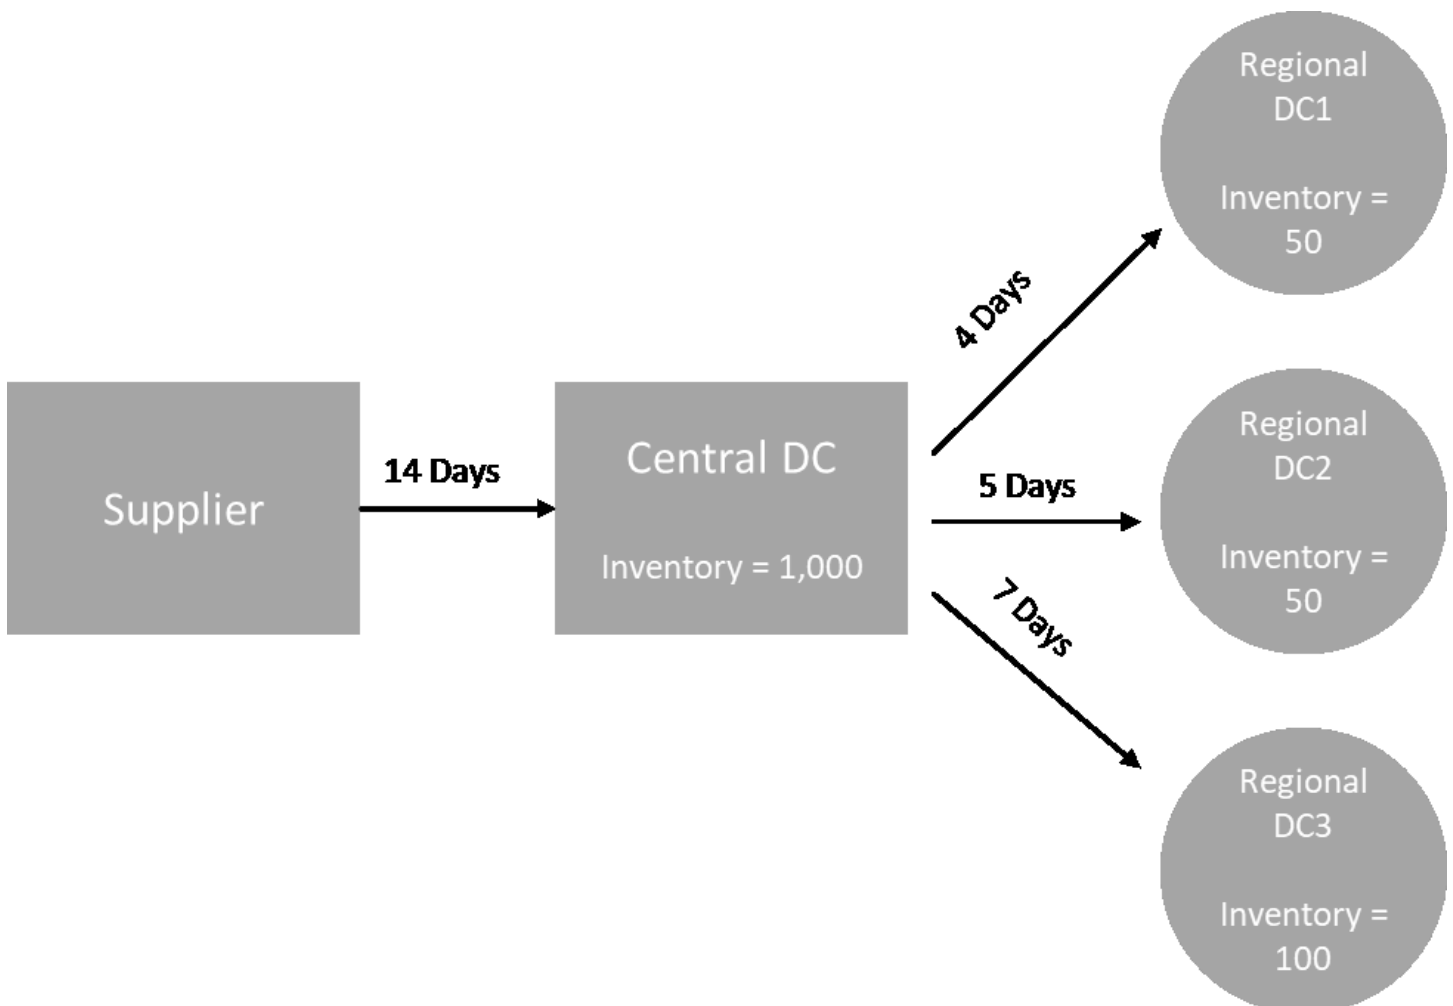 Supplier
14 Days
Central DC
Inventory = 1,000
4 Days
5 Days
7 Days
Regional
DC1
Inventory =
50
Regional
DC2
Inventory =
50
Regional
DC3
Inventory =
100